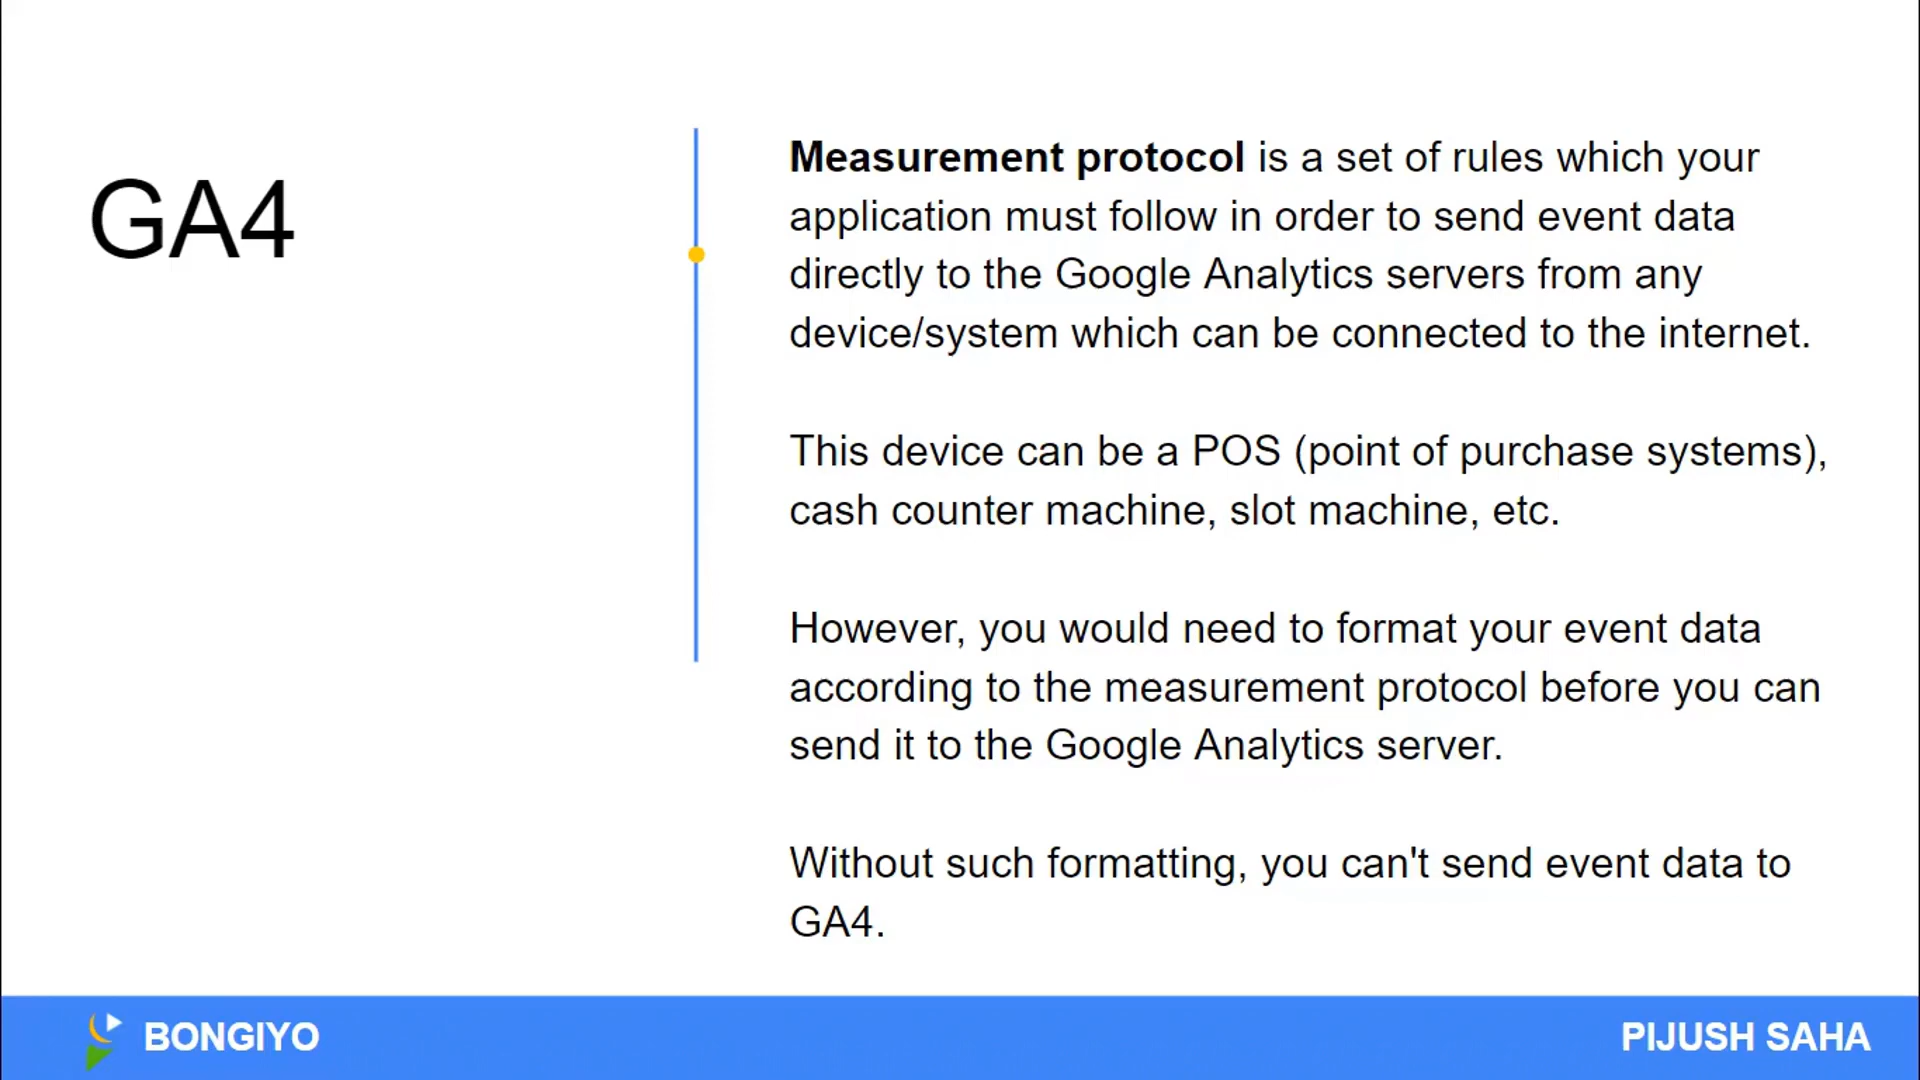 GA4
Measurement protocol is a set of rules which your
application must follow in order to send event data
directly to the Google Analytics servers from any
device/system which can be connected to the internet.
This device can be a POS (point of purchase systems),
cash counter machine, slot machine, etc.
However, you would need to format your event data
according to the measurement protocol before you can
send it to the Google Analytics server.
Without such formatting, you can't send event data to
GA4.
BONGIYO
PIJUSH SAHA